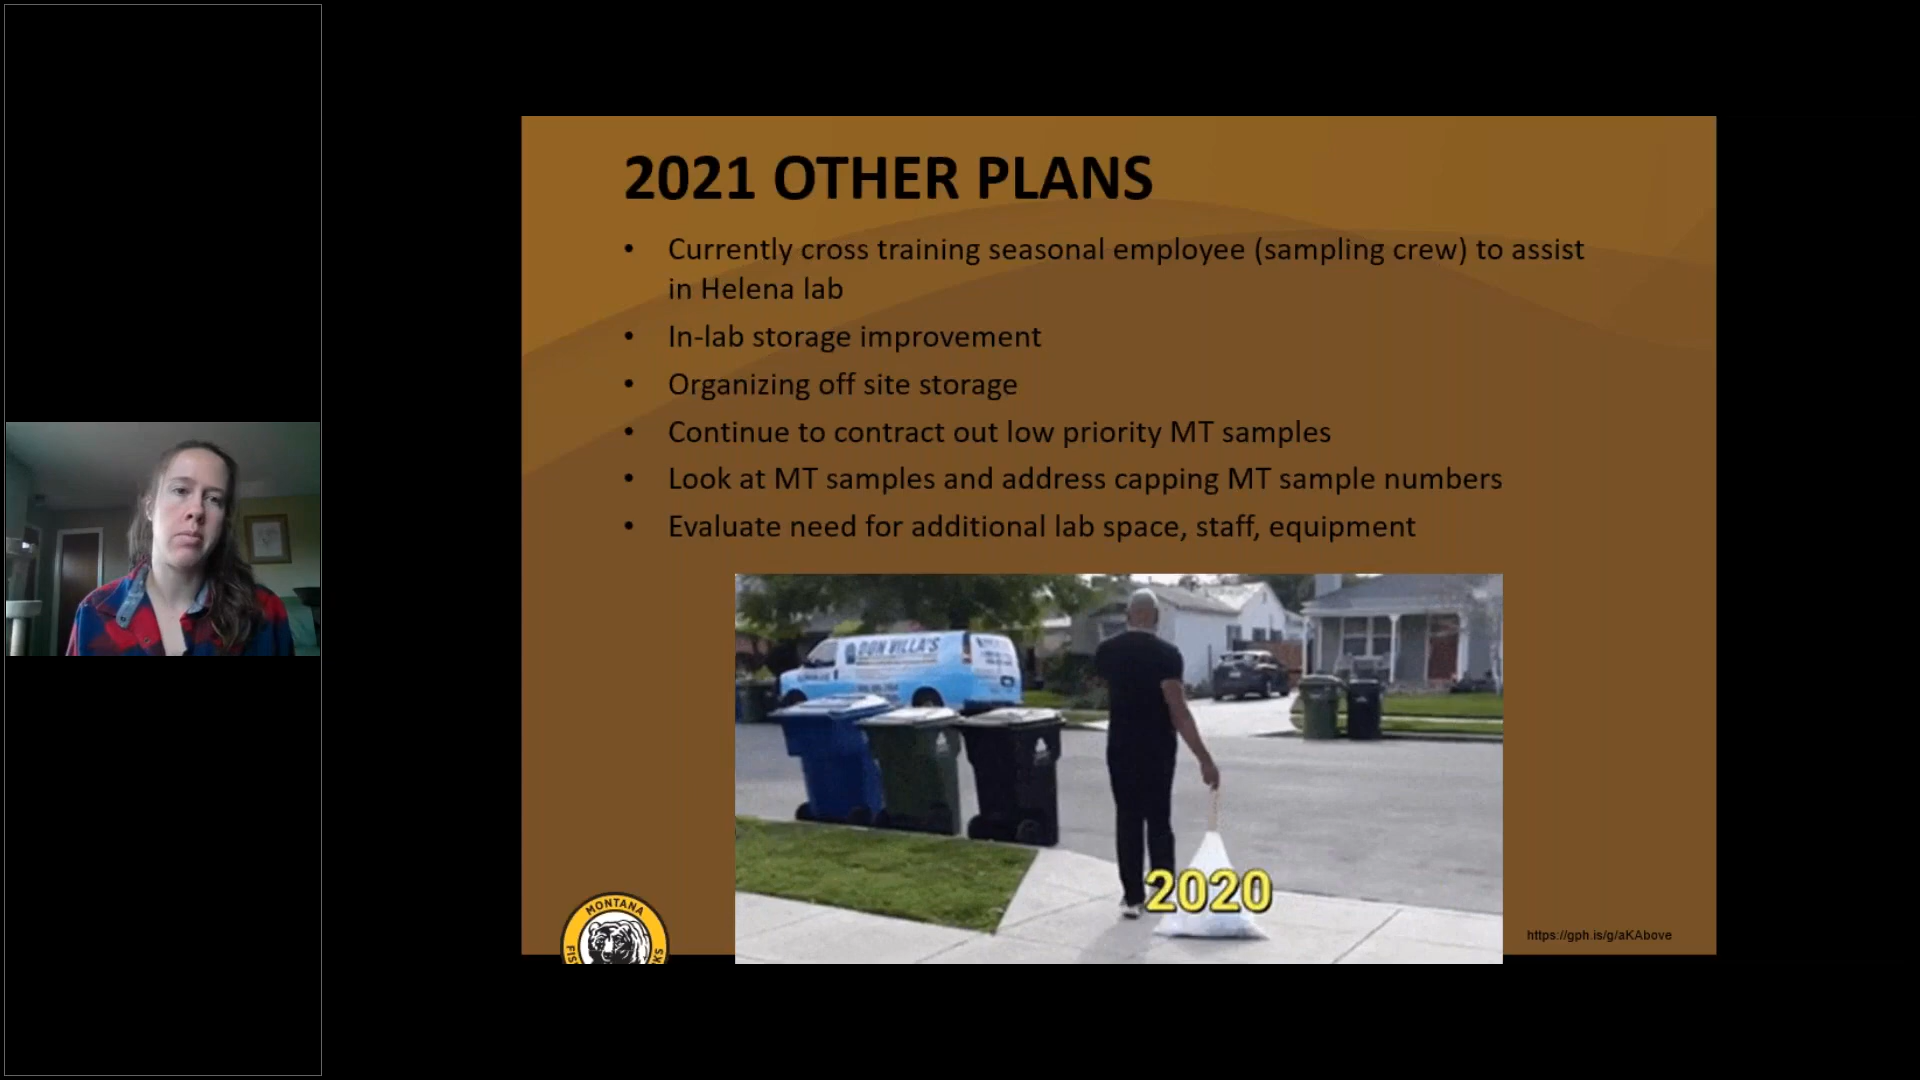 2021 OTHER PLANS
• Currently cross training seasonal employee (sampling crew) to assist
in Helena lab
• In-lab storage improvement
• Organizing off site storage
• Continue to contract out low priority MT samples
• Look at MT samples and address capping MT sample numbers
• Evaluate need for additional lab space, staff, equipment
DON VILLA'S
2020
MONTANA
https://gph.is/g/aKAbove